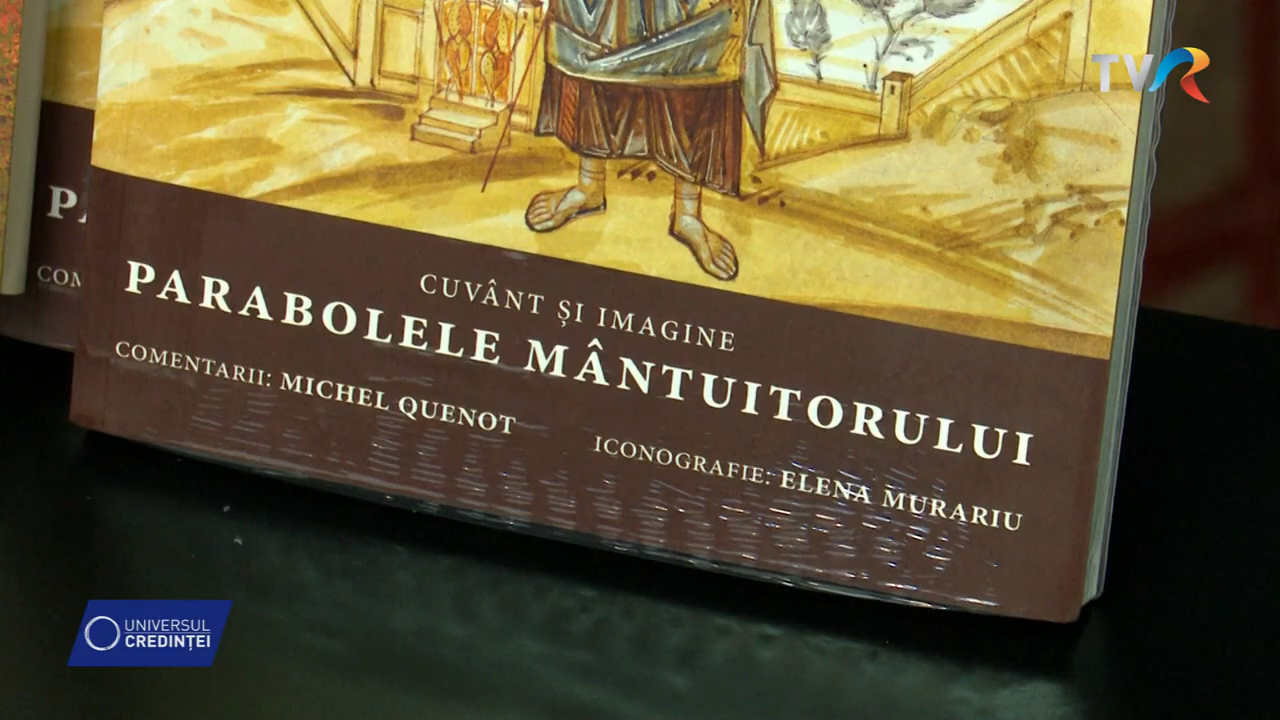 TVR
CUVÂNT ȘI IMAGINE
PARABOLELE MÂNTUITORULUI
COMENTARII: MICHEL QUENOT
ICONOGRAFIE: ELENA MURARIU
UNIVERSUL
CREDINȚEI